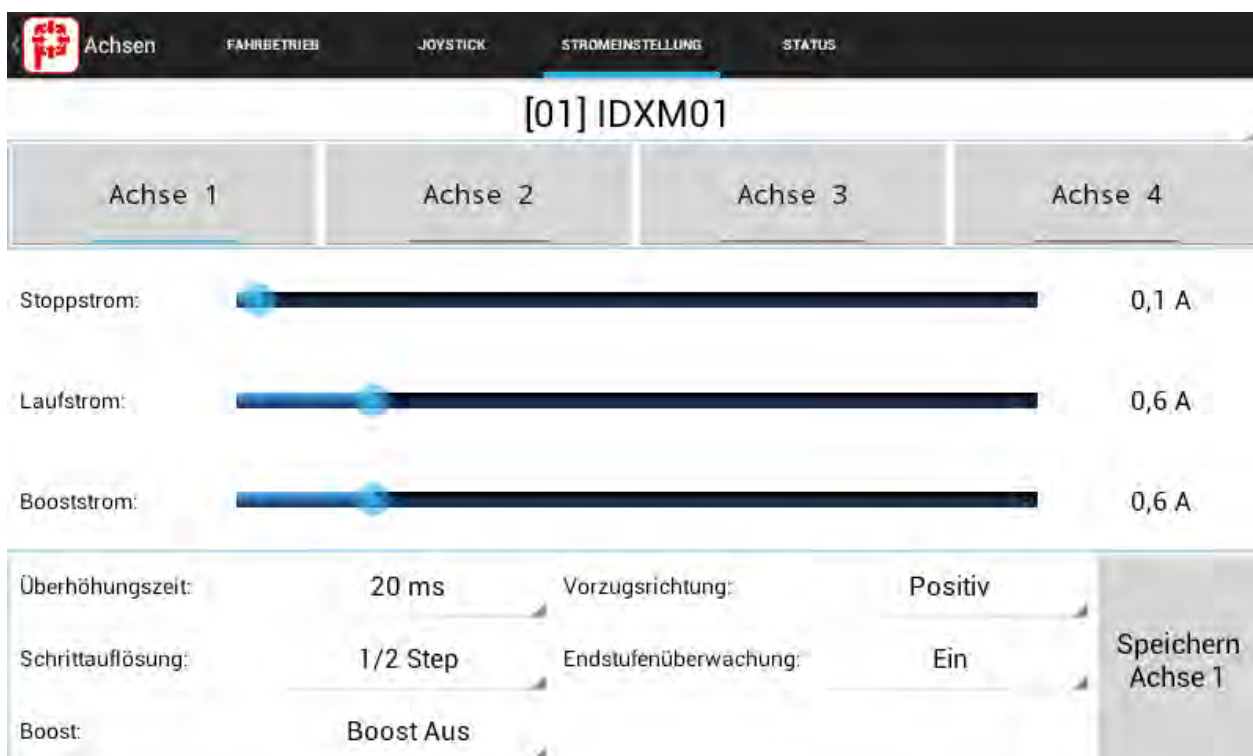 Achsen FAHRBETRIEB JOYSTICK STROMEINSTELLUNG STATUS
[01] IDXM01
Achse 1 Achse 2 Achse 3 Achse 4
Stoppstrom: 0,1 A
Laufstrom: 0,6 A
Booststrom: 0,6 A
Überhöhungszeit: 20 ms Vorzugsrichtung: Positiv
Schrittauflösung: 1/2 Step Endstufenüberwachung: Ein
Speichern
Achse 1
Boost: Boost Aus